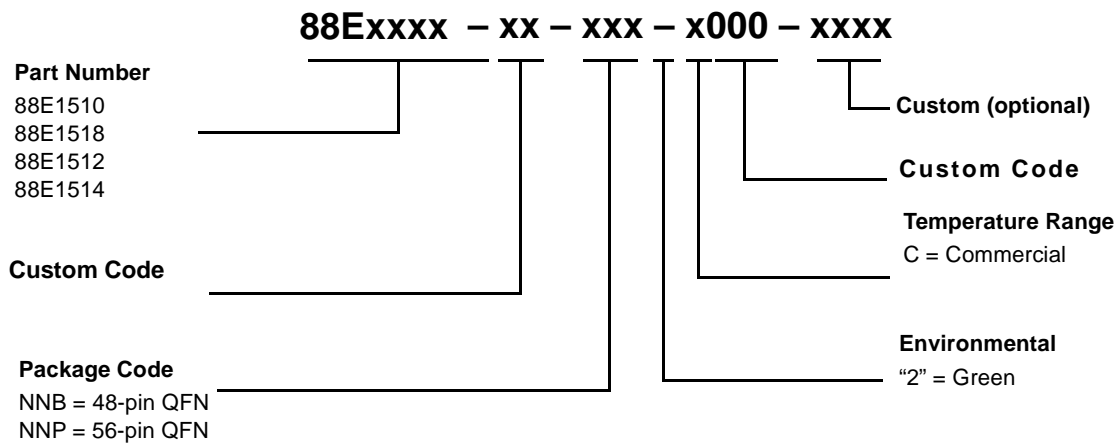 88Exxxx – xx – xxx – x000 – xxxx
Part Number
88E1510
88E1518
88E1512
88E1514
Custom Code
Package Code
NNB = 48-pin QFN
NNP = 56-pin QFN
Custom (optional)
Custom Code
Temperature Range
C = Commercial
Environmental
“2” = Green